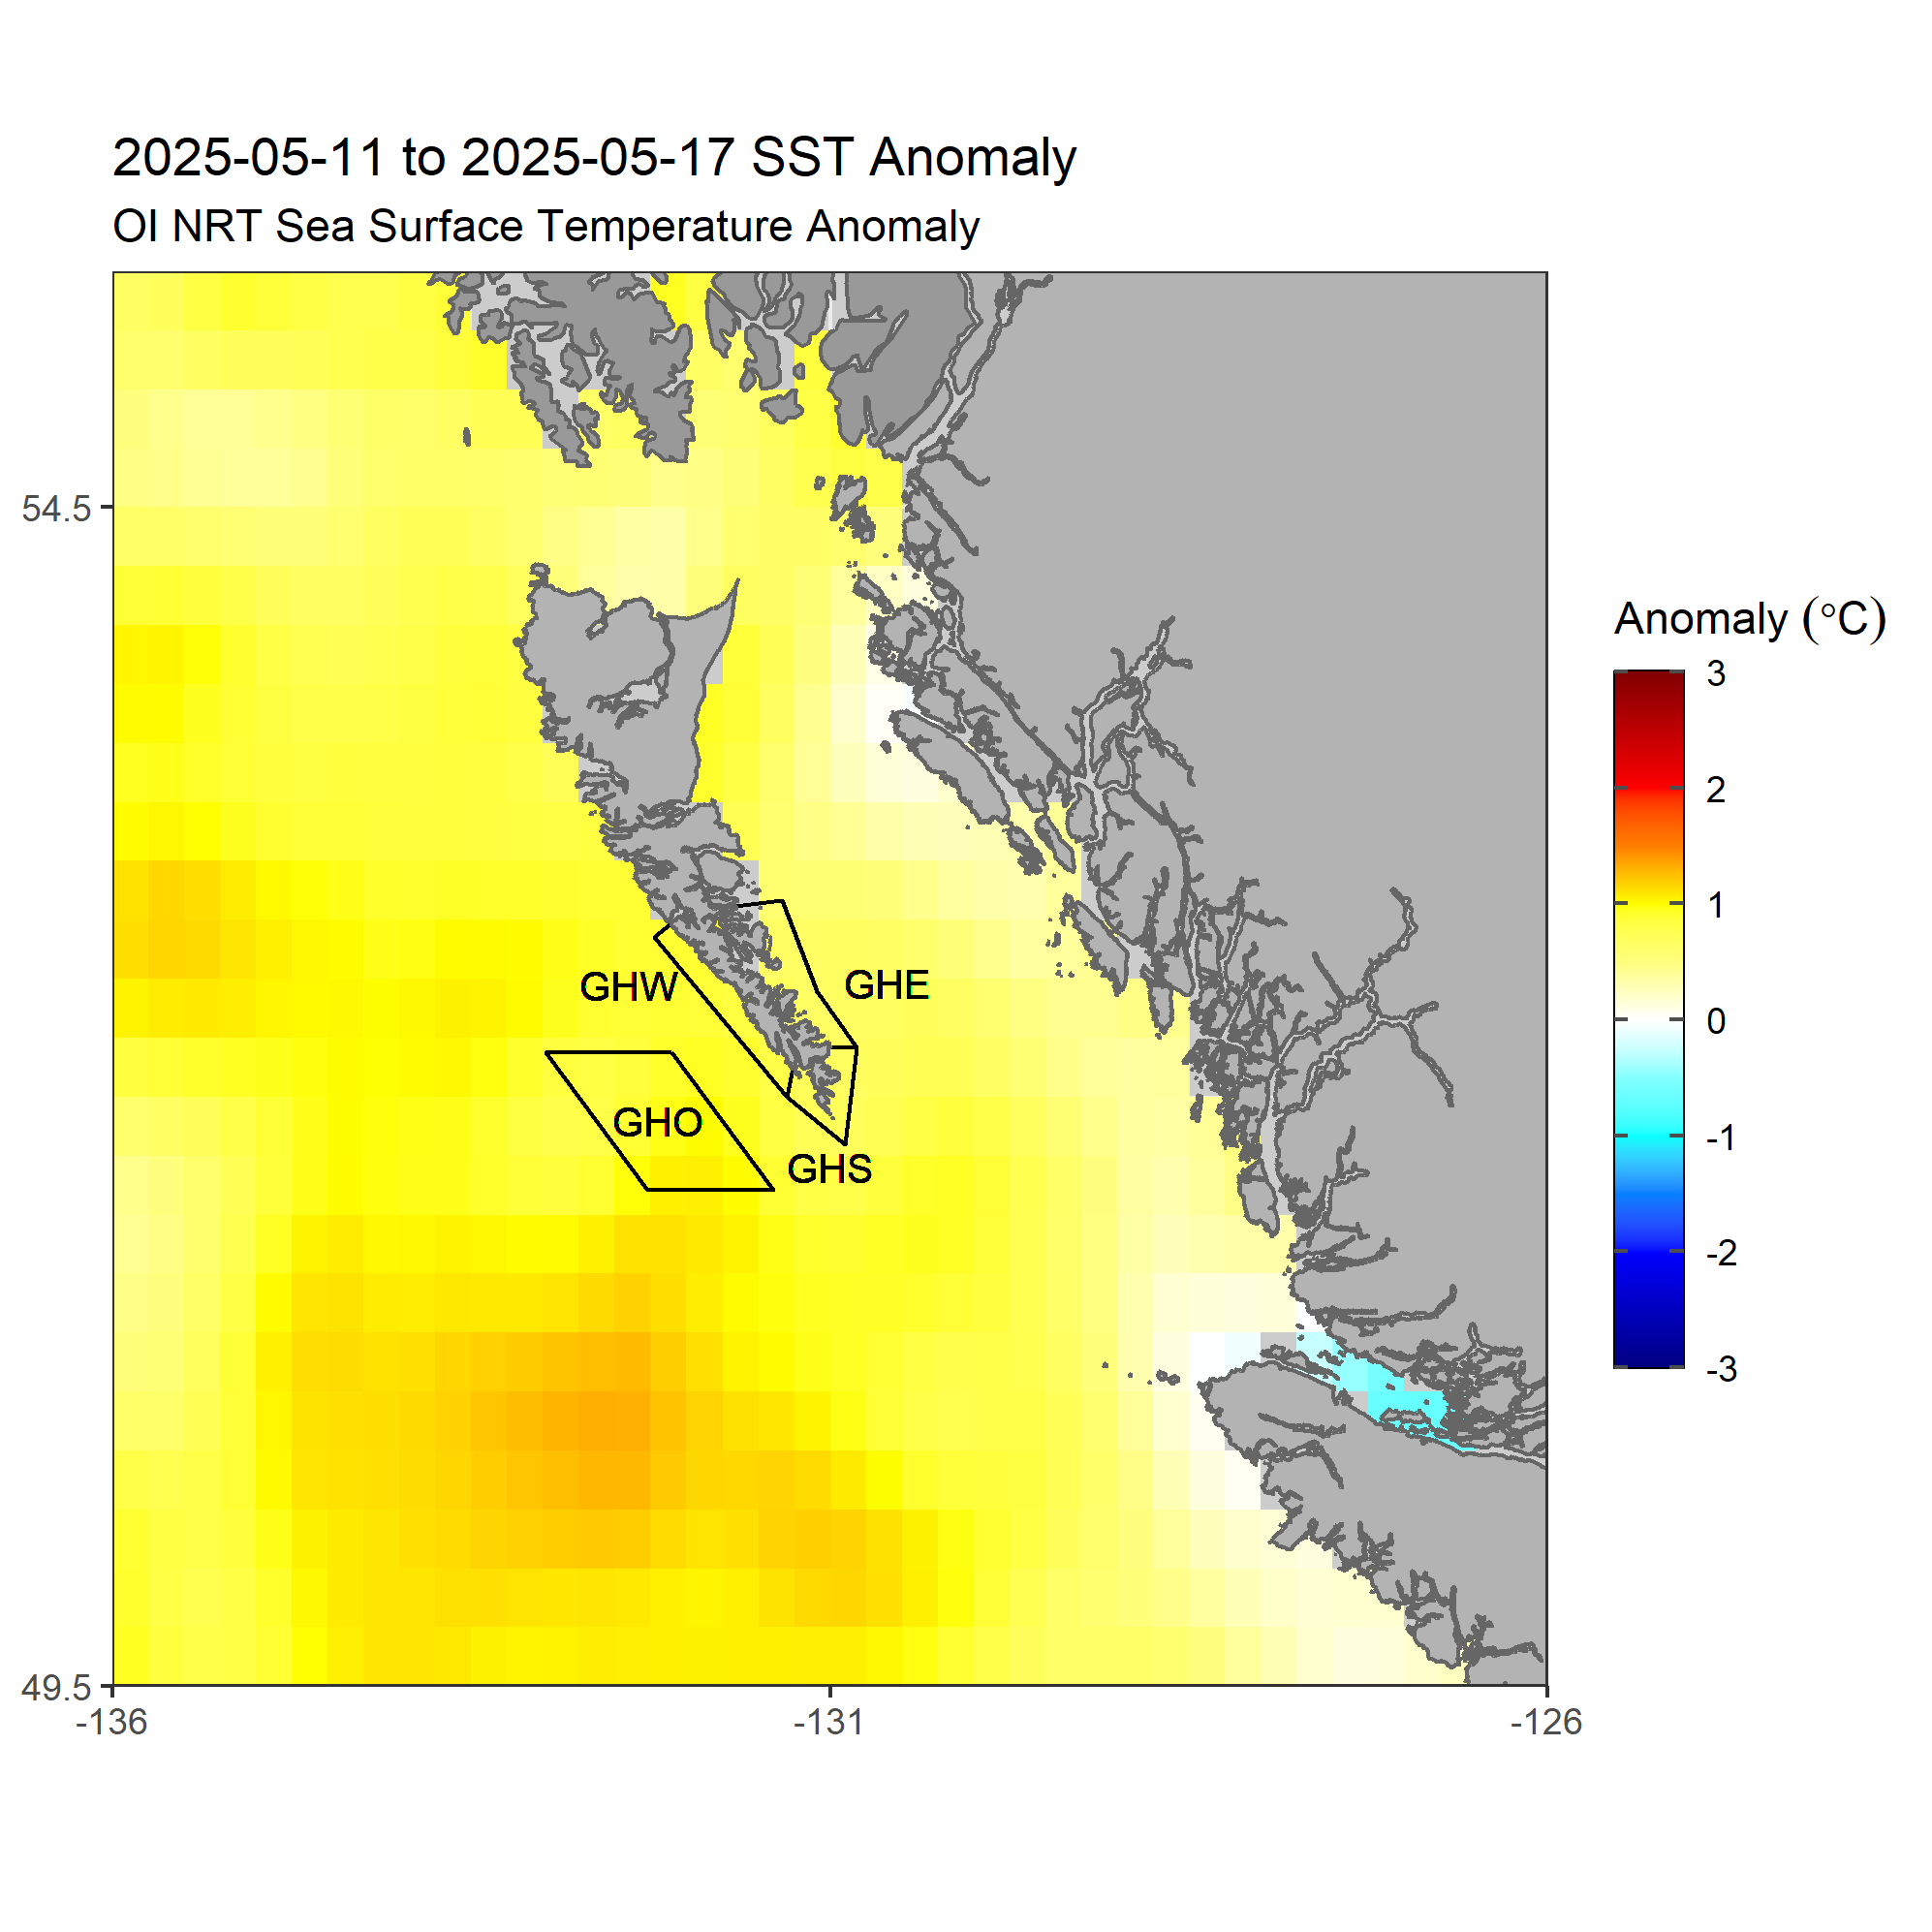 2025-05-11 to 2025-05-17 SST Anomaly
OI NRT Sea Surface Temperature Anomaly
54.5
49.5
-136
-131
-126
GHW
GHE
GHO
GHS
Anomaly (°C)
3
2
1
0
-1
-2
-3